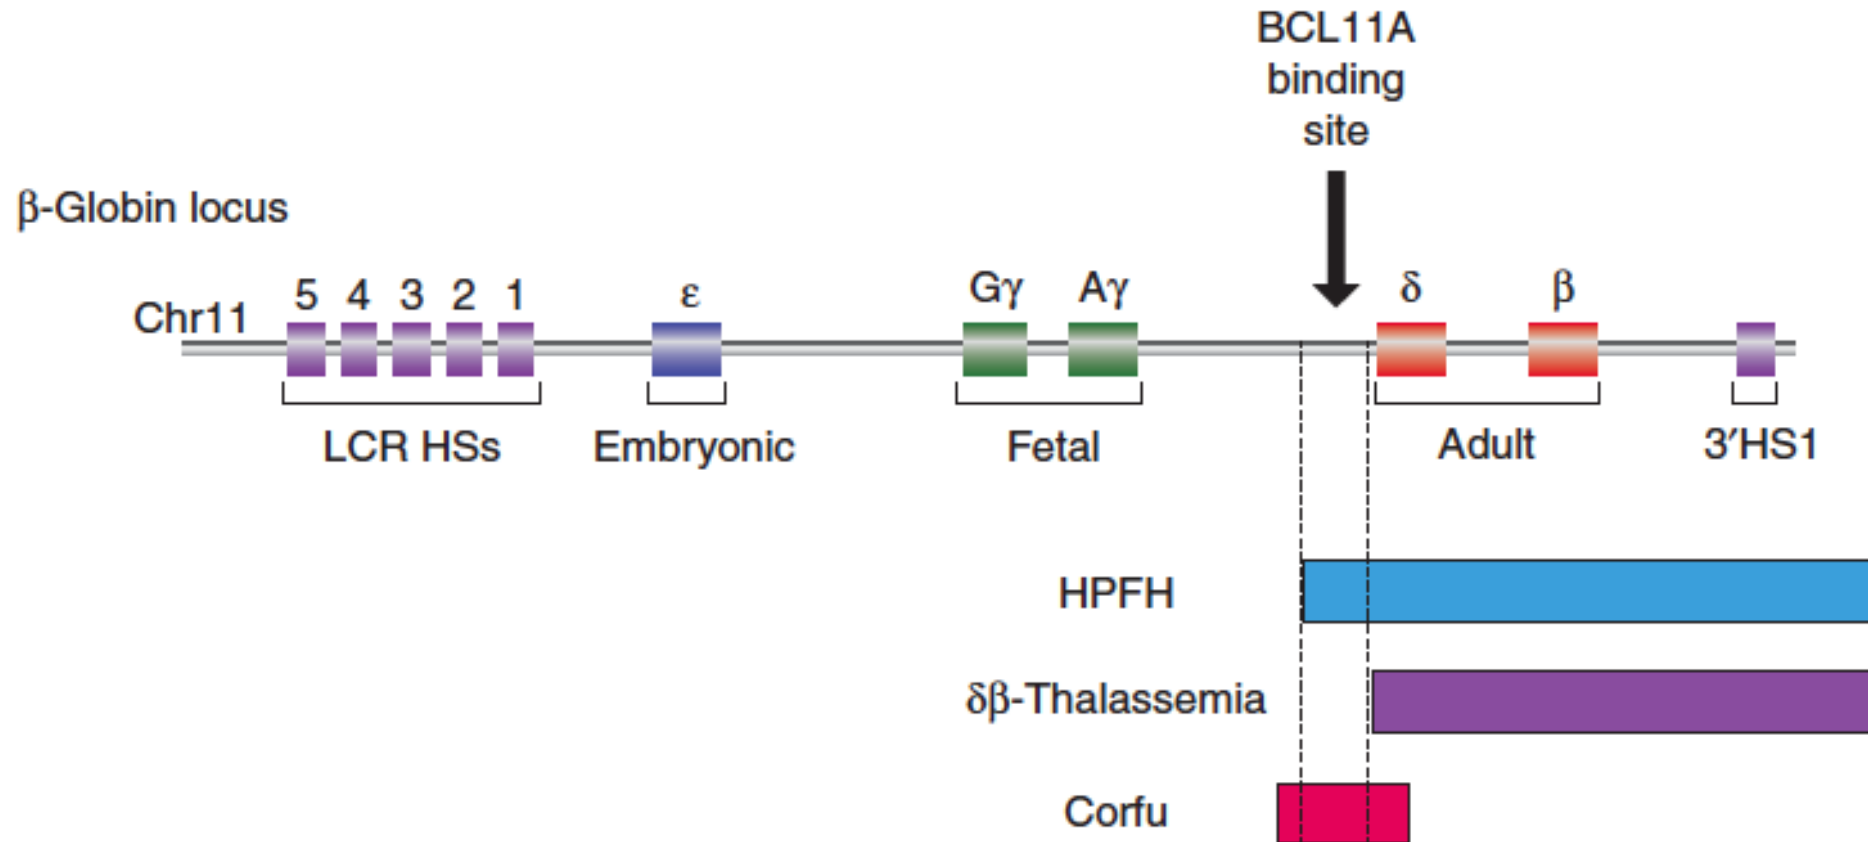 BCL11A
binding
site
β-Globin locus
Chr11
5 4 3 2 1 ε Gγ Aγ δ β
LCR HSs Embryonic Fetal Adult 3′HS1
HPFH
δβ-Thalassemia
Corfu